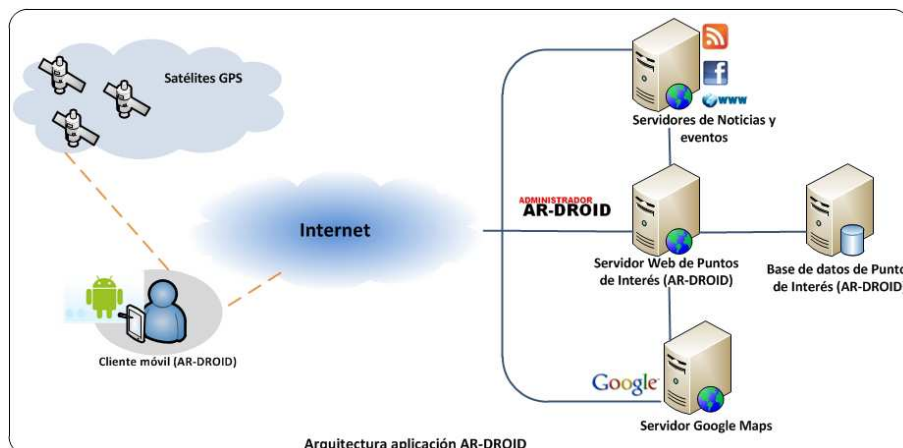 Satélites GPS
WWW
Servidores de Noticias y
eventos
Internet
ADMINISTRADOR
AR-DROID
Servidor Web de Puntos
de Interés (AR-DROID)
Base de datos de Punto
de Interés (AR-DROID)
Cliente móvil (AR-DROID)
Google
Servidor Google Maps
Arquitectura aplicación AR-DROID